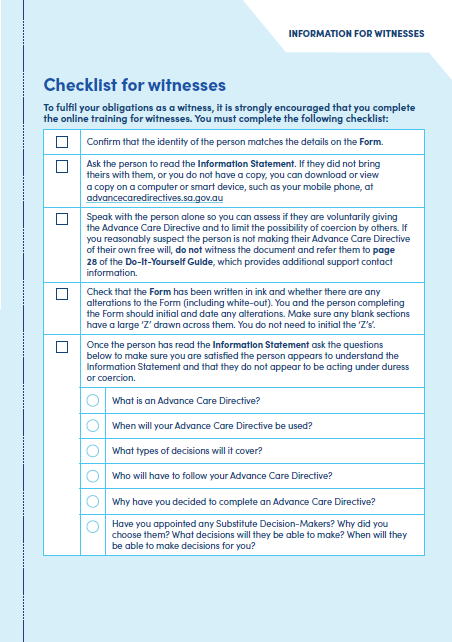 INFORMATION FOR WITNESSES
Checklist for witnesses
To fulfil your obligations as a witness, it is strongly encouraged that you complete
the online training for witnesses. You must complete the following checklist:
Confirm that the identity of the person matches the details on the Form.
Ask the person to read the Information Statement. If they did not bring
theirs with them, or you do not have a copy, you can download or view
a copy on a computer or smart device, such as your mobile phone, at
advancecaredirectives.sa.gov.au
Speak with the person alone so you can assess if they are voluntarily giving
the Advance Care Directive and to limit the possibility of coercion by others. If
you reasonably suspect the person is not making their Advance Care Directive
of their own free will, do not witness the document and refer them to page
28 of the Do-It-Yourself Guide, which provides additional support contact
information.
Check that the Form has been written in ink and whether there are any
alterations to the Form (including white-out). You and the person completing
the Form should initial and date any alterations. Make sure any blank sections
have a large 'Z' drawn across them. You do not need to initial the 'Z's'.
Once the person has read the Information Statement ask the questions
below to make sure you are satisfied the person appears to understand the
Information Statement and that they do not appear to be acting under duress
or coercion.
What is an Advance Care Directive?
When will your Advance Care Directive be used?
What types of decisions will it cover?
Who will have to follow your Advance Care Directive?
Why have you decided to complete an Advance Care Directive?
Have you appointed any Substitute Decision-Makers? Why did you
choose them? What decisions will they be able to make? When will they
be able to make decisions for you?